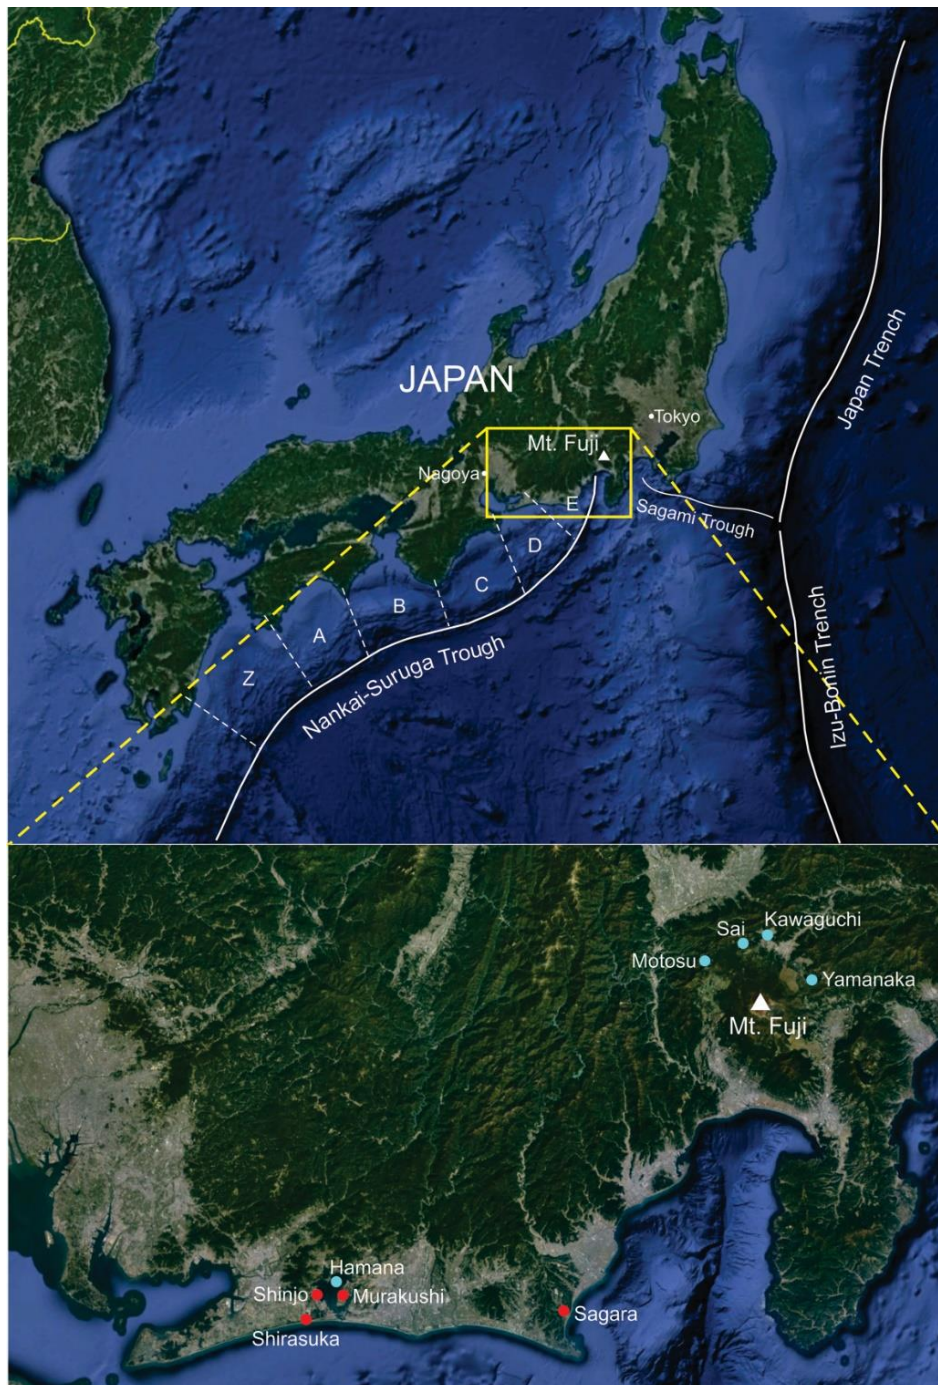 JAPAN
Tokyo
Mt. Fuji
Nagoya
Japan Trench
Sagami Trough
E
D
C
B
A
Z
Nankai-Suruga Trough
Izu-Bonin Trench
Kawaguchi
Sai
Motosu
Yamanaka
Mt. Fuji
Hamana
Shinjo
Murakushi
Sagara
Shirasuka